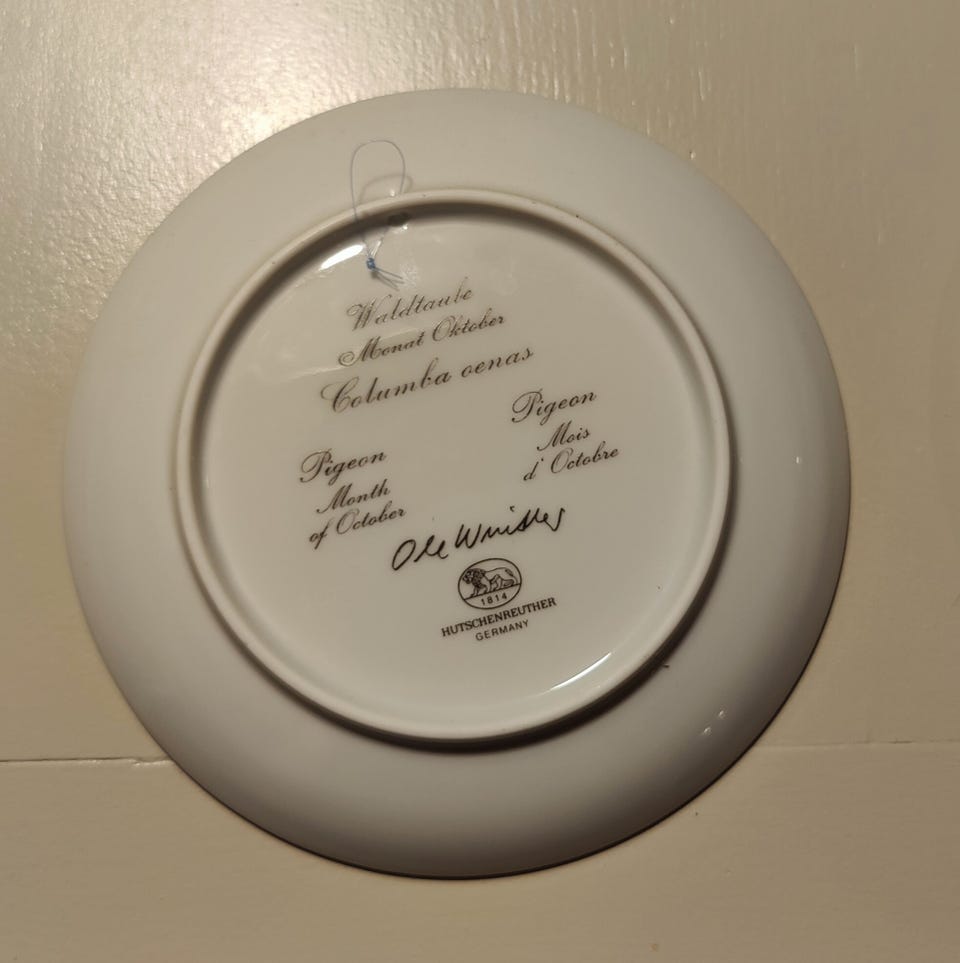 Waldtaube
Monat Oktober
Columba oenas
Pigeon
Month
of October
Pigeon
Mois
d'Octobre
Ole Winther
1814
HUTSCHENREUTHER
GERMANY